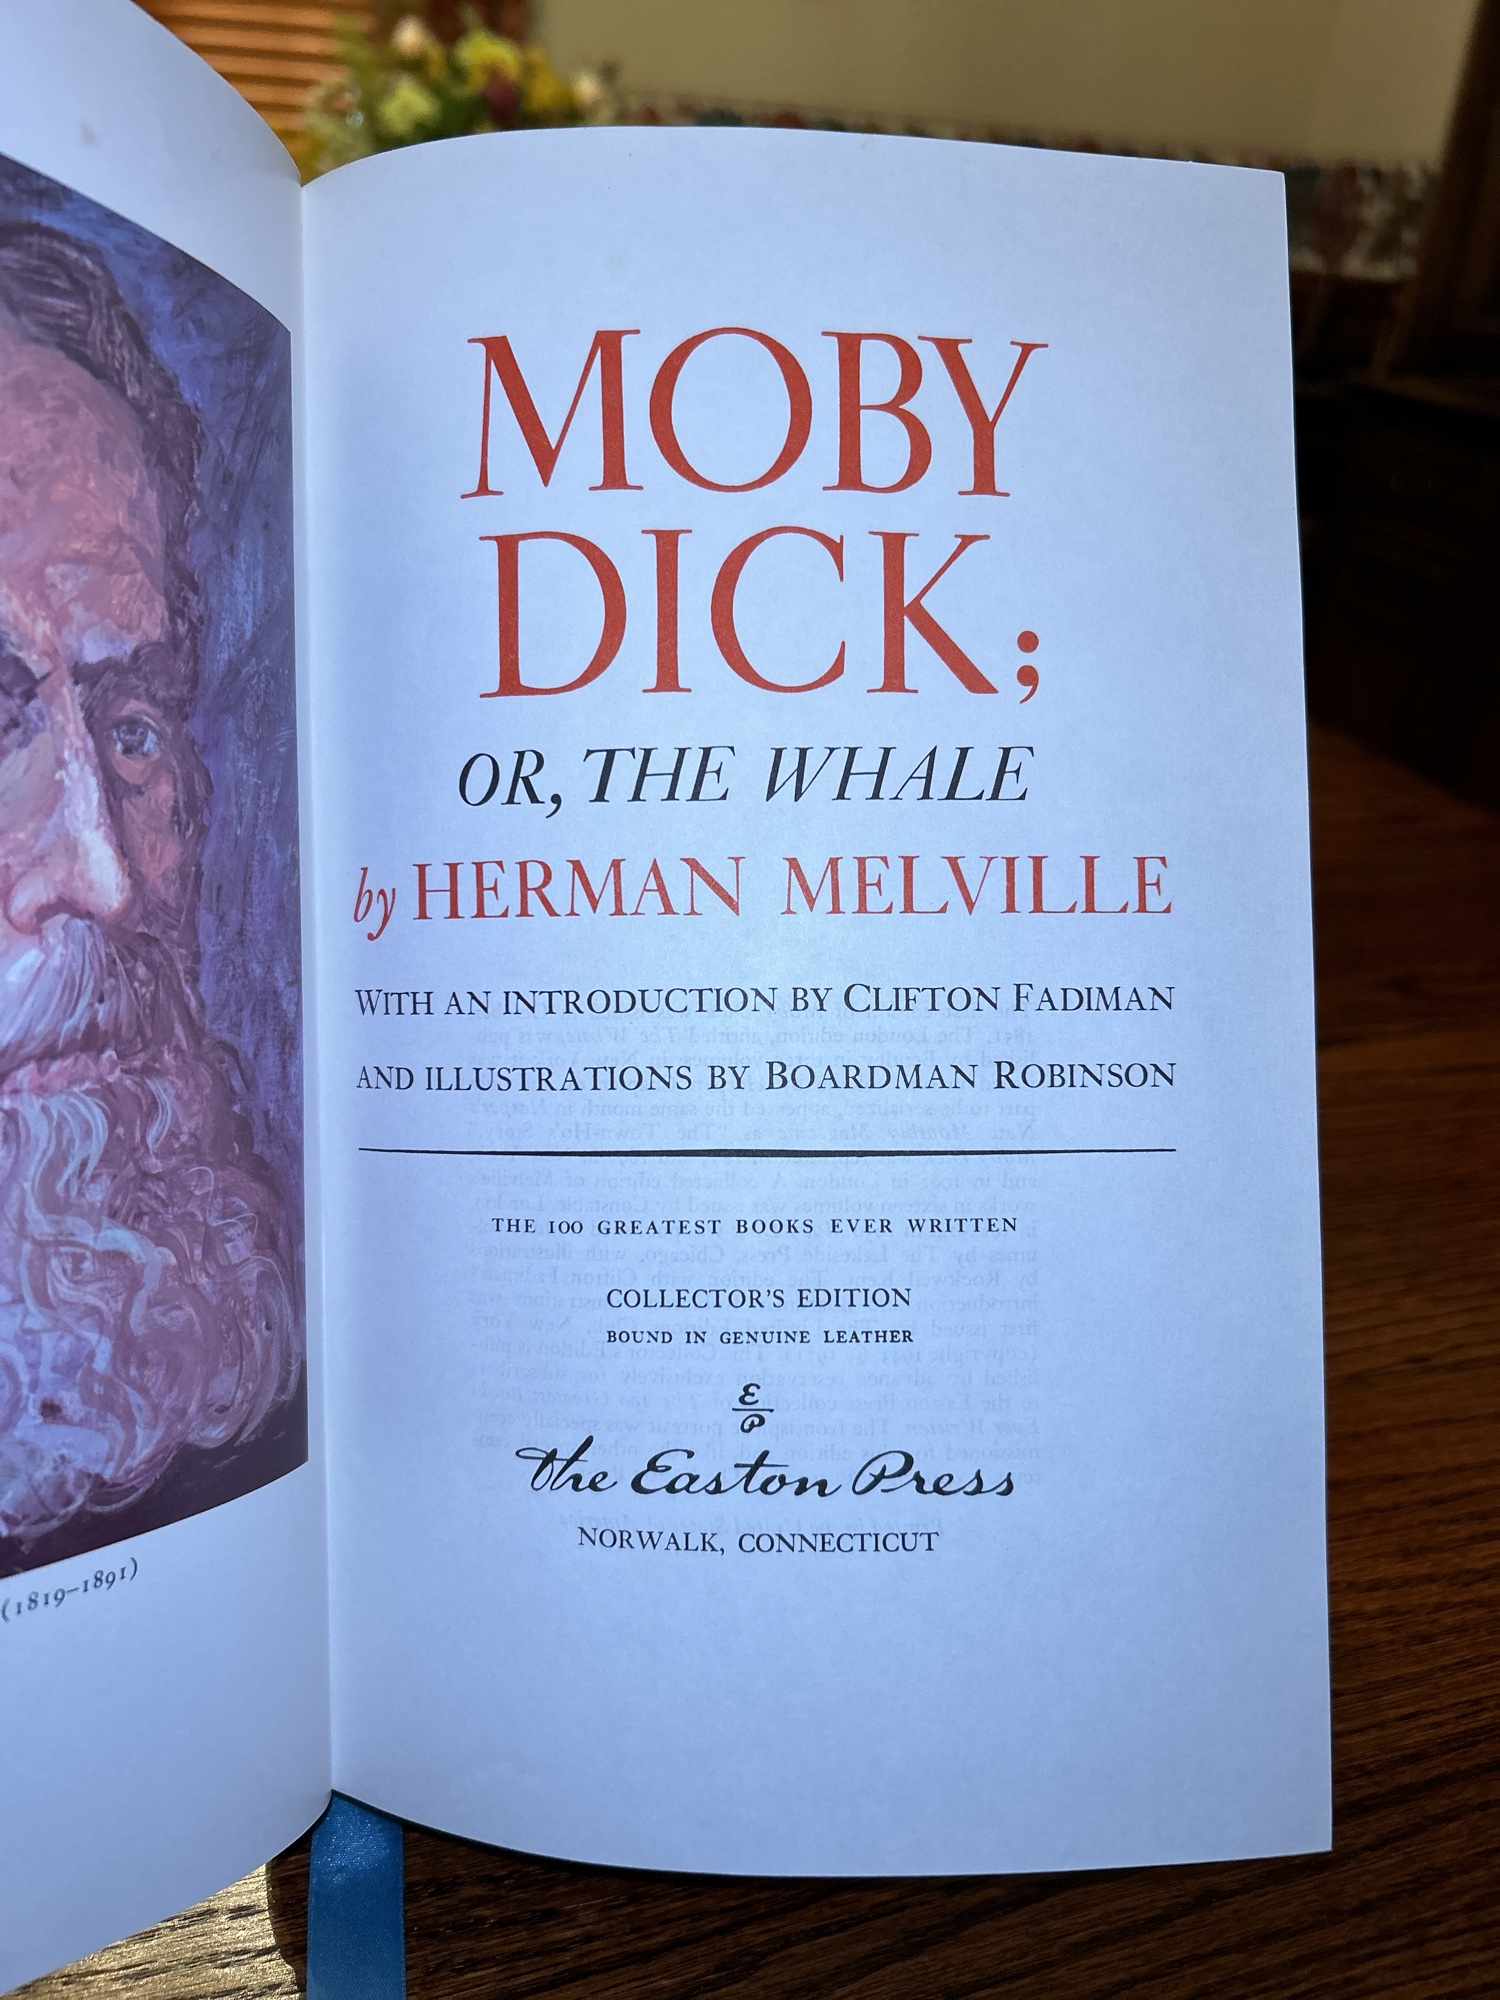 (1819–1891)
MOBY
DICK;
OR, THE WHALE
by HERMAN MELVILLE
WITH AN INTRODUCTION BY CLIFTON FADIMAN
AND ILLUSTRATIONS BY BOARDMAN ROBINSON
THE 100 GREATEST BOOKS EVER WRITTEN
COLLECTOR'S EDITION
BOUND IN GENUINE LEATHER
E
P
The Easton Press
NORWALK, CONNECTICUT